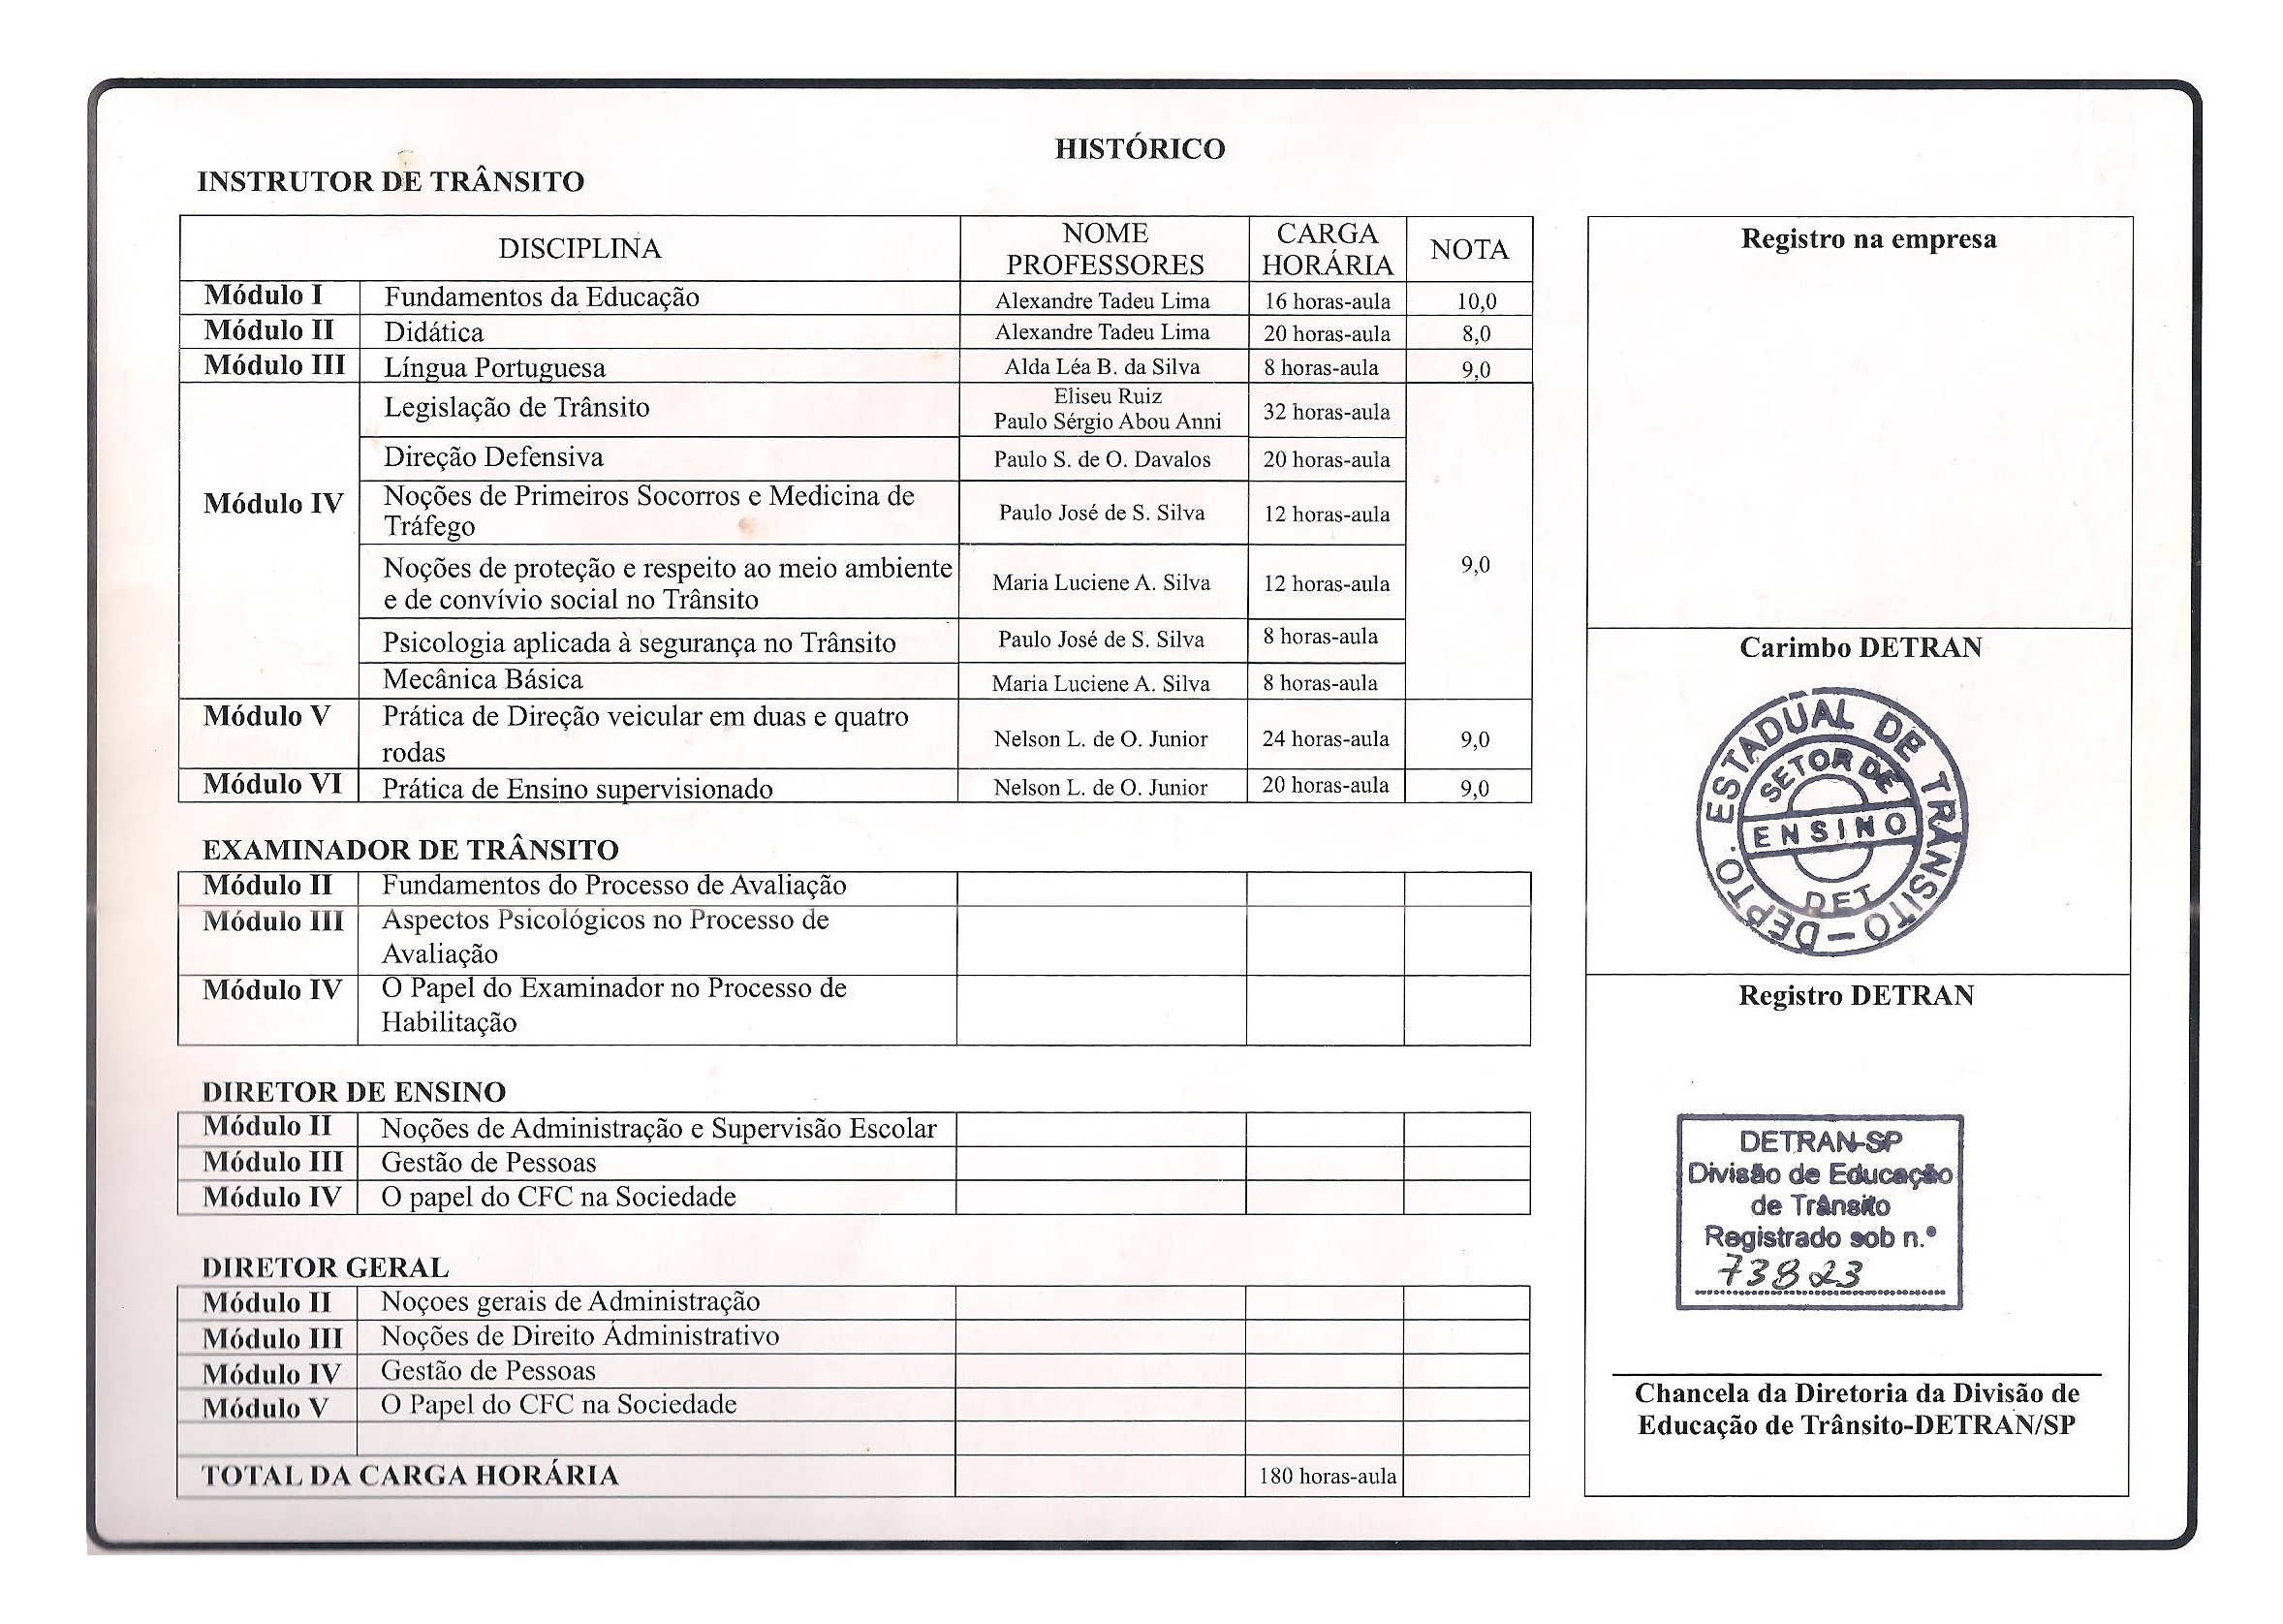 HISTÓRICO
INSTRUTOR DE TRÂNSITO
DISCIPLINA NOME PROFESSORES CARGA HORÁRIA NOTA
Módulo I Fundamentos da Educação Alexandre Tadeu Lima 16 horas-aula 10,0
Módulo II Didática Alexandre Tadeu Lima 20 horas-aula 8,0
Módulo III Língua Portuguesa Alda Léa B. da Silva 8 horas-aula 9,0
Módulo IV
Legislação de Trânsito Eliseu Ruiz Paulo Sérgio Abou Anni 32 horas-aula
Direção Defensiva Paulo S. de O. Davalos 20 horas-aula
Noções de Primeiros Socorros e Medicina de
Tráfego Paulo José de S. Silva 12 horas-aula
9,0
Noções de proteção e respeito ao meio ambiente
e de convívio social no Trânsito Maria Luciene A. Silva 12 horas-aula
Psicologia aplicada à segurança no Trânsito Paulo José de S. Silva 8 horas-aula
Mecânica Básica Maria Luciene A. Silva 8 horas-aula
Módulo V Prática de Direção veicular em duas e quatro
rodas Nelson L. de O. Junior 24 horas-aula 9,0
Módulo VI Prática de Ensino supervisionado Nelson L. de O. Junior 20 horas-aula 9,0
EXAMINADOR DE TRÂNSITO
Módulo II Fundamentos do Processo de Avaliação
Módulo III Aspectos Psicológicos no Processo de
Avaliação
Módulo IV O Papel do Examinador no Processo de
Habilitação
DIRETOR DE ENSINO
Módulo II Noções de Administração e Supervisão Escolar
Módulo III Gestão de Pessoas
Módulo IV O papel do CFC na Sociedade
DIRETOR GERAL
Módulo II Noçoes gerais de Administração
Módulo III Noções de Direito Administrativo
Módulo IV Gestão de Pessoas
Módulo V O Papel do CFC na Sociedade
TOTAL DA CARGA HORÁRIA 180 horas-aula
Registro na empresa
Carimbo DETRAN
DEPTO. ESTADUAL DE TRÂNSITO-
SETOR DE
ENSINO
DET
Registro DETRAN
DETRAN-SP
Divisão de Educação
de Trânsito
Registrado sob n.º
73823
Chancela da Diretoria da Divisão de
Educação de Trânsito-DETRAN/SP